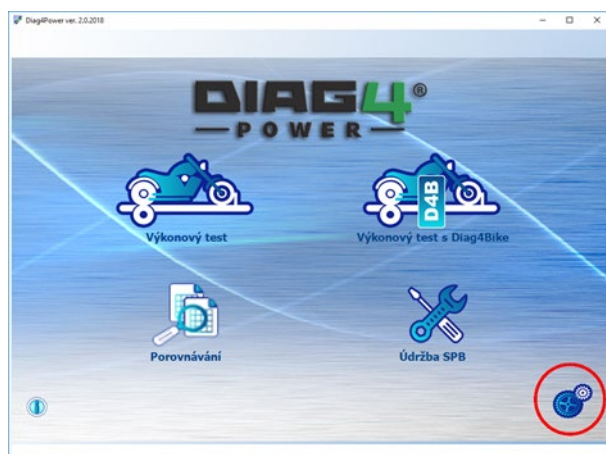 Diag4Power ver. 2.0.2018
DIAG4®
POWER
Výkonový test
D4B
Výkonový test s Diag4Bike
Porovnávání
Údržba SPB